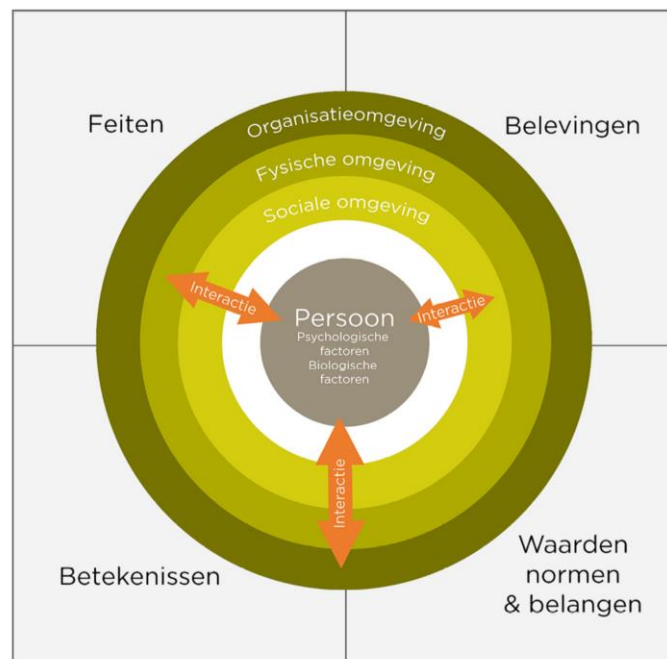 Feiten
Organisatieomgeving
Belevingen
Fysische omgeving
Sociale omgeving
Interactie
Interactie
Persoon
Psychologische
factoren
Biologische
factoren
Interactie
Betekenissen
Waarden
normen
& belangen